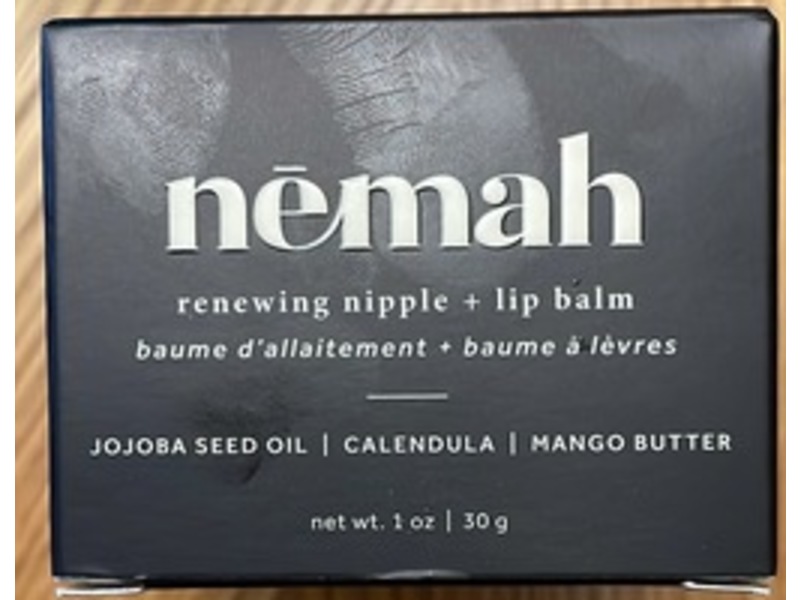 nēmah
renewing nipple + lip balm
baume d'allaitement + baume à lèvres
JOJOBA SEED OIL | CALENDULA | MANGO BUTTER
net wt. 1 oz | 30 g